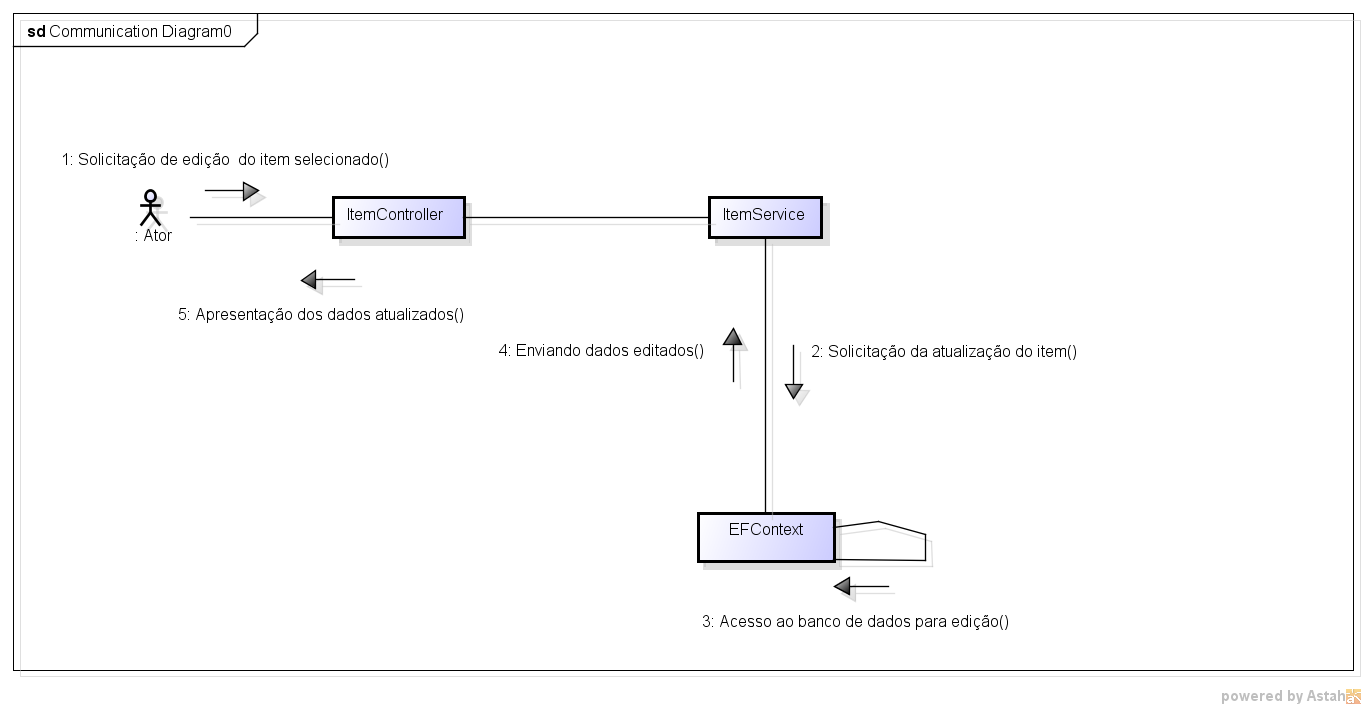 sd Communication Diagram0
1: Solicitação de edição  do item selecionado()
ItemController
ItemService
: Ator
5: Apresentação dos dados atualizados()
4: Enviando dados editados()
2: Solicitação da atualização do item()
EFContext
3: Acesso ao banco de dados para edição()
powered by Astah